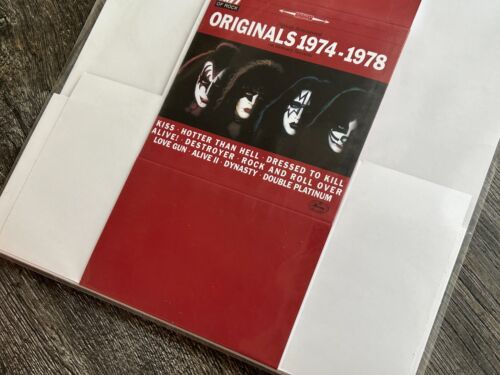 OF ROCK
ORIGINALS 1974-1978
KISS · HOTTER THAN HELL · DRESSED TO KILL
ALIVE! · DESTROYER · ROCK AND ROLL OVER
LOVE GUN · ALIVE II · DYNASTY · DOUBLE PLATINUM